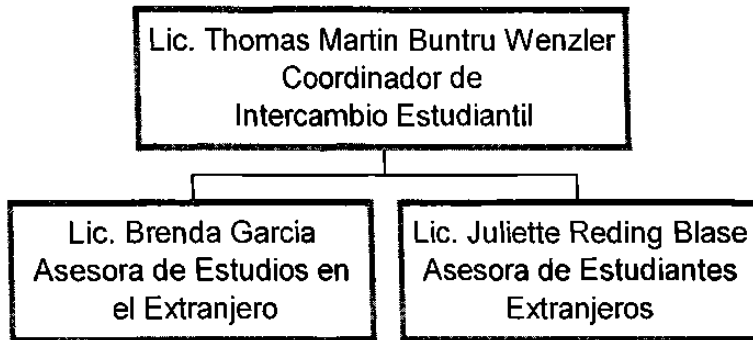 Lic. Thomas Martin Buntru Wenzler
Coordinador de
Intercambio Estudiantil
Lic. Brenda Garcia
Asesora de Estudios en
el Extranjero
Lic. Juliette Reding Blase
Asesora de Estudiantes
Extranjeros